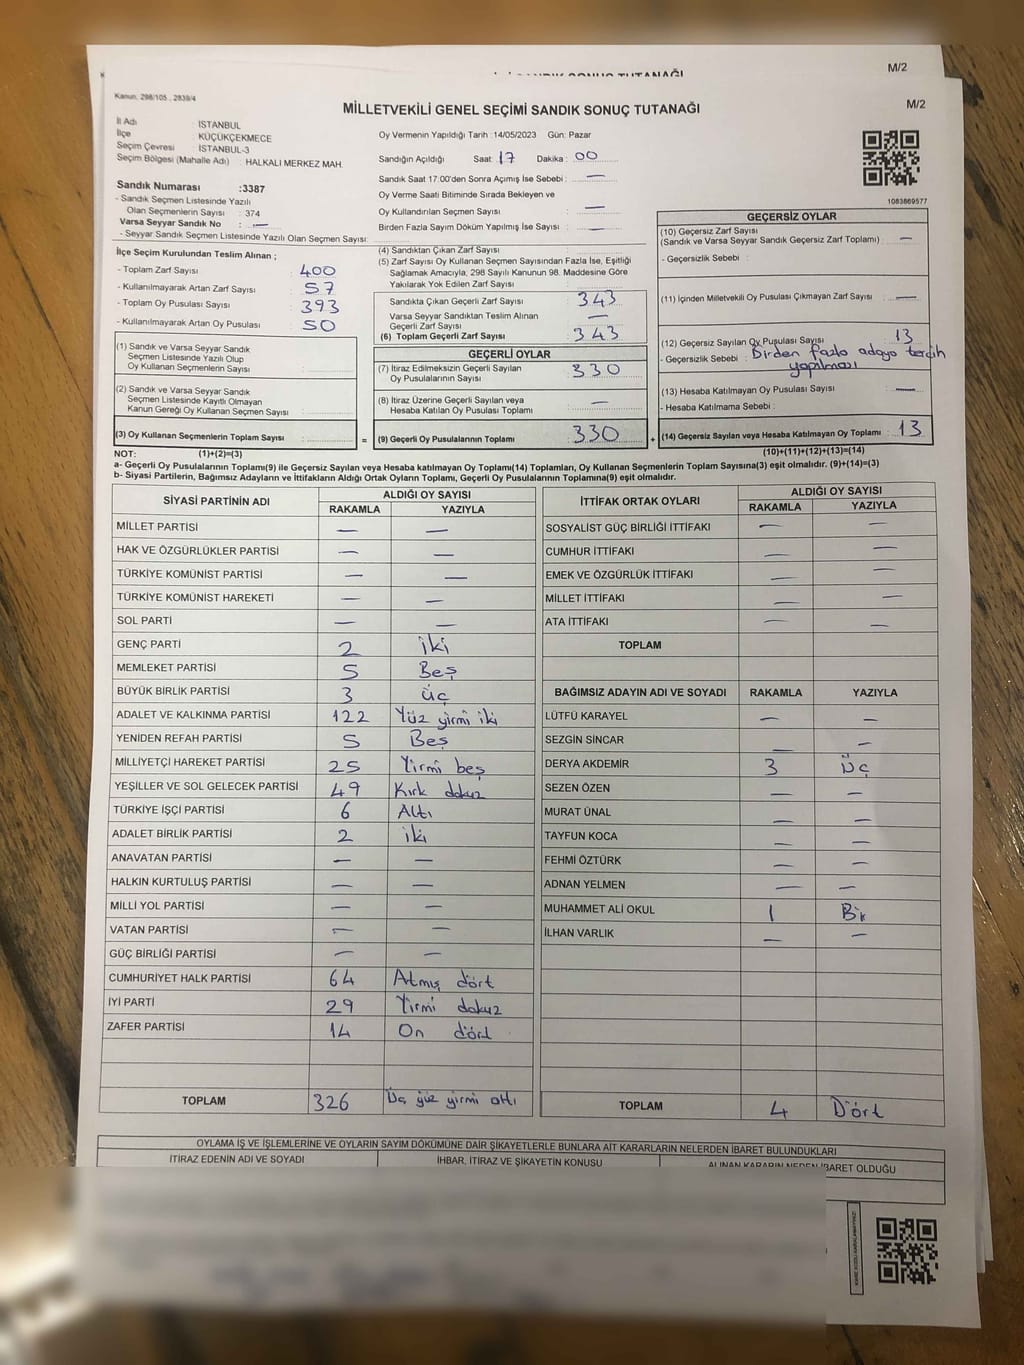 SANDIK SONUÇ TUTANAĞI
M/2
Kanun: 298/105 , 2839/4
MİLLETVEKİLİ GENEL SEÇİMİ SANDIK SONUÇ TUTANAĞI
M/2
İl Adı : İSTANBUL
İlçe : KÜÇÜKÇEKMECE
Seçim Çevresi : İSTANBUL-3
Seçim Bölgesi (Mahalle Adı) : HALKALI MERKEZ MAH.
Oy Vermenin Yapıldığı Tarih :14/05/2023 Gün: Pazar
Sandığın Açıldığı Saat: 17 Dakika : 00
Sandık Saat 17:00'den Sonra Açımış İse Sebebi : —
Oy Verme Saati Bitiminde Sırada Bekleyen ve
Oy Kullandırılan Seçmen Sayısı : —
Birden Fazla Sayım Döküm Yapılmış İse Sayısı : —
1083869577
Sandık Numarası :3387
- Sandık Seçmen Listesinde Yazılı
Olan Seçmenlerin Sayısı : 374
Varsa Seyyar Sandık No : —
- Seyyar Sandık Seçmen Listesinde Yazılı Olan Seçmen Sayısı:
İlçe Seçim Kurulundan Teslim Alınan ;
- Toplam Zarf Sayısı : 400
- Kullanılmayarak Artan Zarf Sayısı : 57
- Toplam Oy Pusulası Sayısı : 393
- Kullanılmayarak Artan Oy Pusulası : 50
(1) Sandık ve Varsa Seyyar Sandık
Seçmen Listesinde Yazılı Olup
Oy Kullanan Seçmenlerin Sayısı :
(2) Sandık ve Varsa Seyyar Sandık
Seçmen Listesinde Kayıtlı Olmayan
Kanun Gereği Oy Kullanan Seçmen Sayısı :
(3) Oy Kullanan Seçmenlerin Toplam Sayısı :
(4) Sandıktan Çıkan Zarf Sayısı :
(5) Zarf Sayısı Oy Kullanan Seçmen Sayısından Fazla İse, Eşitliği
Sağlamak Amacıyla, 298 Sayılı Kanunun 98. Maddesine Göre
Yakılarak Yok Edilen Zarf Sayısı :
Sandıkta Çıkan Geçerli Zarf Sayısı : 343
Varsa Seyyar Sandıktan Teslim Alınan
Geçerli Zarf Sayısı : —
(6) Toplam Geçerli Zarf Sayısı : 343
GEÇERLİ OYLAR
(7) İtiraz Edilmeksizin Geçerli Sayılan
Oy Pusulalarının Sayısı : 330
(8) İtiraz Üzerine Geçerli Sayılan veya
Hesaba Katılan Oy Pusulası Toplamı : —
= (9) Geçerli Oy Pusulalarının Toplamı : 330
GEÇERSİZ OYLAR
(10) Geçersiz Zarf Sayısı
(Sandık ve Varsa Seyyar Sandık Geçersiz Zarf Toplamı) : —
- Geçersizlik Sebebi :
(11) İçinden Milletvekili Oy Pusulası Çıkmayan Zarf Sayısı : —
(12) Geçersiz Sayılan Oy Pusulası Sayısı : 13
- Geçersizlik Sebebi : Birden fazla adaya tercih
yapılması
(13) Hesaba Katılmayan Oy Pusulası Sayısı : —
- Hesaba Katılmama Sebebi :
+ (14) Geçersiz Sayılan veya Hesaba Katılmayan Oy Toplamı : 13
NOT: (1)+(2)=(3) (10)+(11)+(12)+(13)=(14)
a- Geçerli Oy Pusulalarının Toplamı(9) ile Geçersiz Sayılan veya Hesaba katılmayan Oy Toplamı(14) Toplamları, Oy Kullanan Seçmenlerin Toplam Sayısına(3) eşit olmalıdır. (9)+(14)=(3)
b- Siyasi Partilerin, Bağımsız Adayların ve İttifakların Aldığı Ortak Oyların Toplamı, Geçerli Oy Pusulalarının Toplamına(9) eşit olmalıdır.
SİYASİ PARTİNİN ADI ALDIĞI OY SAYISI
RAKAMLA YAZIYLA
MİLLET PARTİSİ — —
HAK VE ÖZGÜRLÜKLER PARTİSİ — —
TÜRKİYE KOMÜNİST PARTİSİ — —
TÜRKİYE KOMÜNİST HAREKETİ — —
SOL PARTİ — —
GENÇ PARTİ 2 İki
MEMLEKET PARTİSİ 5 Beş
BÜYÜK BİRLİK PARTİSİ 3 üç
ADALET VE KALKINMA PARTİSİ 122 Yüz yirmi iki
YENİDEN REFAH PARTİSİ 5 Beş
MİLLİYETÇİ HAREKET PARTİSİ 25 Yirmi beş
YEŞİLLER VE SOL GELECEK PARTİSİ 49 Kırk dokuz
TÜRKİYE İŞÇİ PARTİSİ 6 Altı
ADALET BİRLİK PARTİSİ 2 iki
ANAVATAN PARTİSİ — —
HALKIN KURTULUŞ PARTİSİ — —
MİLLİ YOL PARTİSİ — —
VATAN PARTİSİ — —
GÜÇ BİRLİĞİ PARTİSİ — —
CUMHURİYET HALK PARTİSİ 64 Atmış dört
İYİ PARTİ 29 Yirmi dokuz
ZAFER PARTİSİ 14 On dört
TOPLAM 326 Üç yüz yirmi altı
İTTİFAK ORTAK OYLARI ALDIĞI OY SAYISI
RAKAMLA YAZIYLA
SOSYALİST GÜÇ BİRLİĞİ İTTİFAKI — —
CUMHUR İTTİFAKI — —
EMEK VE ÖZGÜRLÜK İTTİFAKI — —
MİLLET İTTİFAKI — —
ATA İTTİFAKI — —
TOPLAM
BAĞIMSIZ ADAYIN ADI VE SOYADI RAKAMLA YAZIYLA
LÜTFÜ KARAYEL — —
SEZGİN SİNCAR — —
DERYA AKDEMİR 3 Üç
SEZEN ÖZEN — —
MURAT ÜNAL — —
TAYFUN KOCA — —
FEHMİ ÖZTÜRK — —
ADNAN YELMEN — —
MUHAMMET ALİ OKUL 1 Bir
İLHAN VARLIK — —
TOPLAM 4 Dört
OYLAMA İŞ VE İŞLEMLERİNE VE OYLARIN SAYIM DÖKÜMÜNE DAİR ŞİKAYETLERLE BUNLARA AİT KARARLARIN NELERDEN İBARET BULUNDUKLARI
İTİRAZ EDENİN ADI VE SOYADI İHBAR, İTİRAZ VE ŞİKAYETİN KONUSU ALINAN KARARIN NEDEN İBARET OLDUĞU